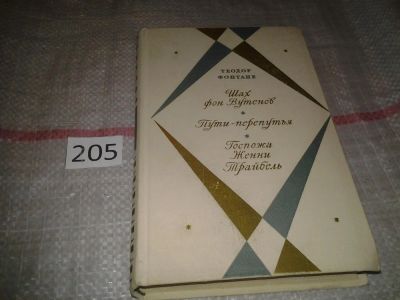 ТЕОДОР
ФОНТАНЕ
Шах
фон Вутенов
Пути-перепутья
Госпожа
Женни
Трайбель
205